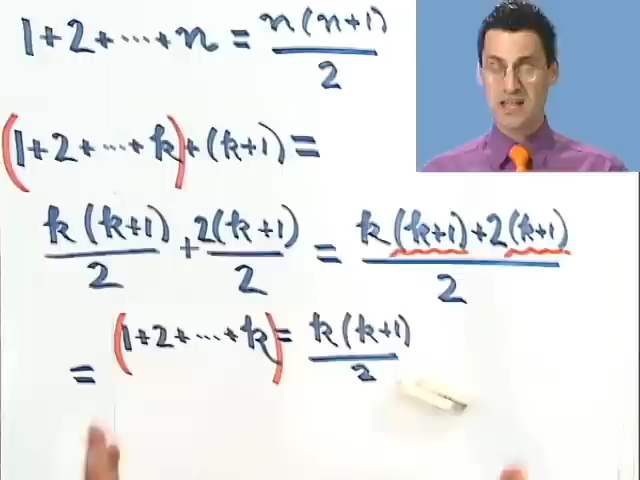 1+2+⋯+n = n(n+1)/2
(1+2+⋯+k)+(k+1) =
k(k+1)/2 + 2(k+1)/2 = k(k+1)+2(k+1)/2
= (1+2+⋯+k) = k(k+1)/2